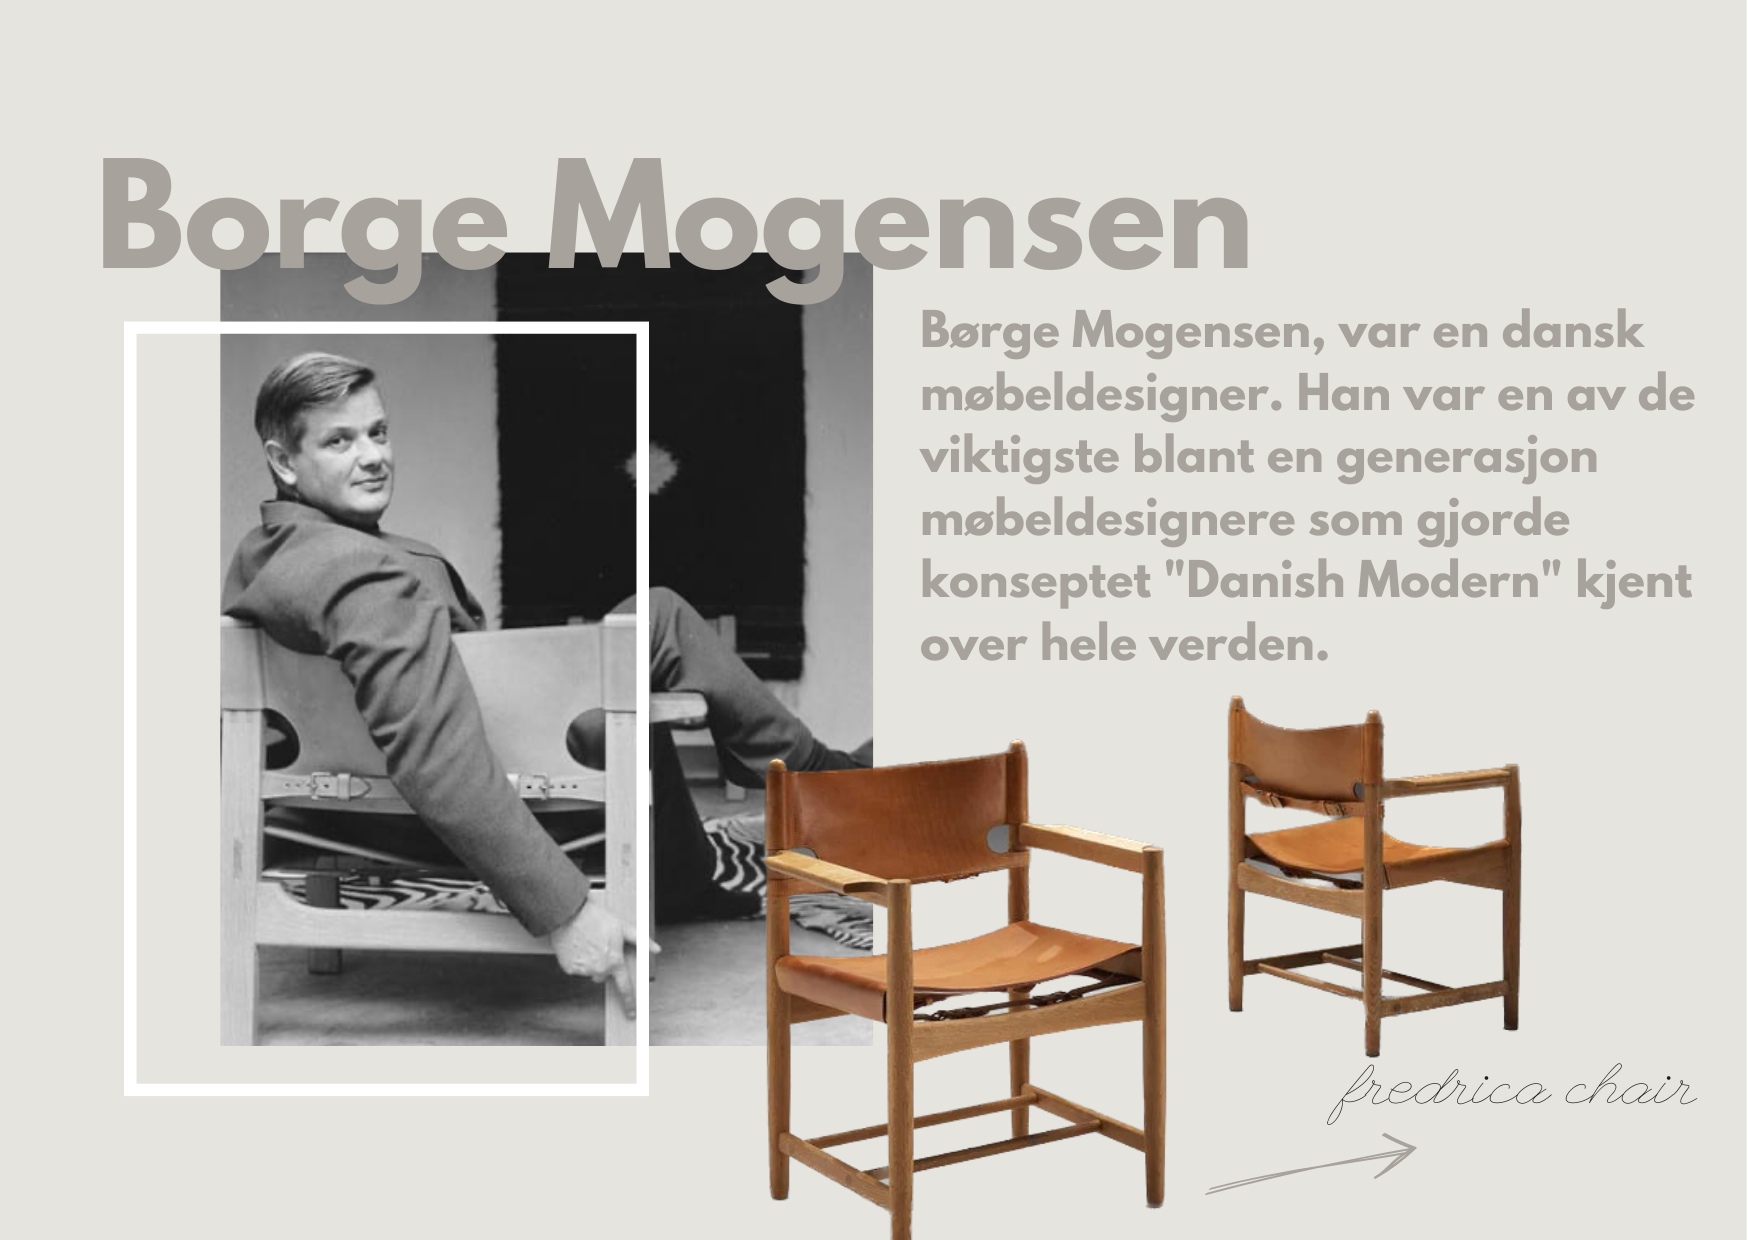 Borge Mogensen
Børge Mogensen, var en dansk
møbeldesigner. Han var en av de
viktigste blant en generasjon
møbeldesignere som gjorde
konseptet "Danish Modern" kjent
over hele verden.
fredrica chair